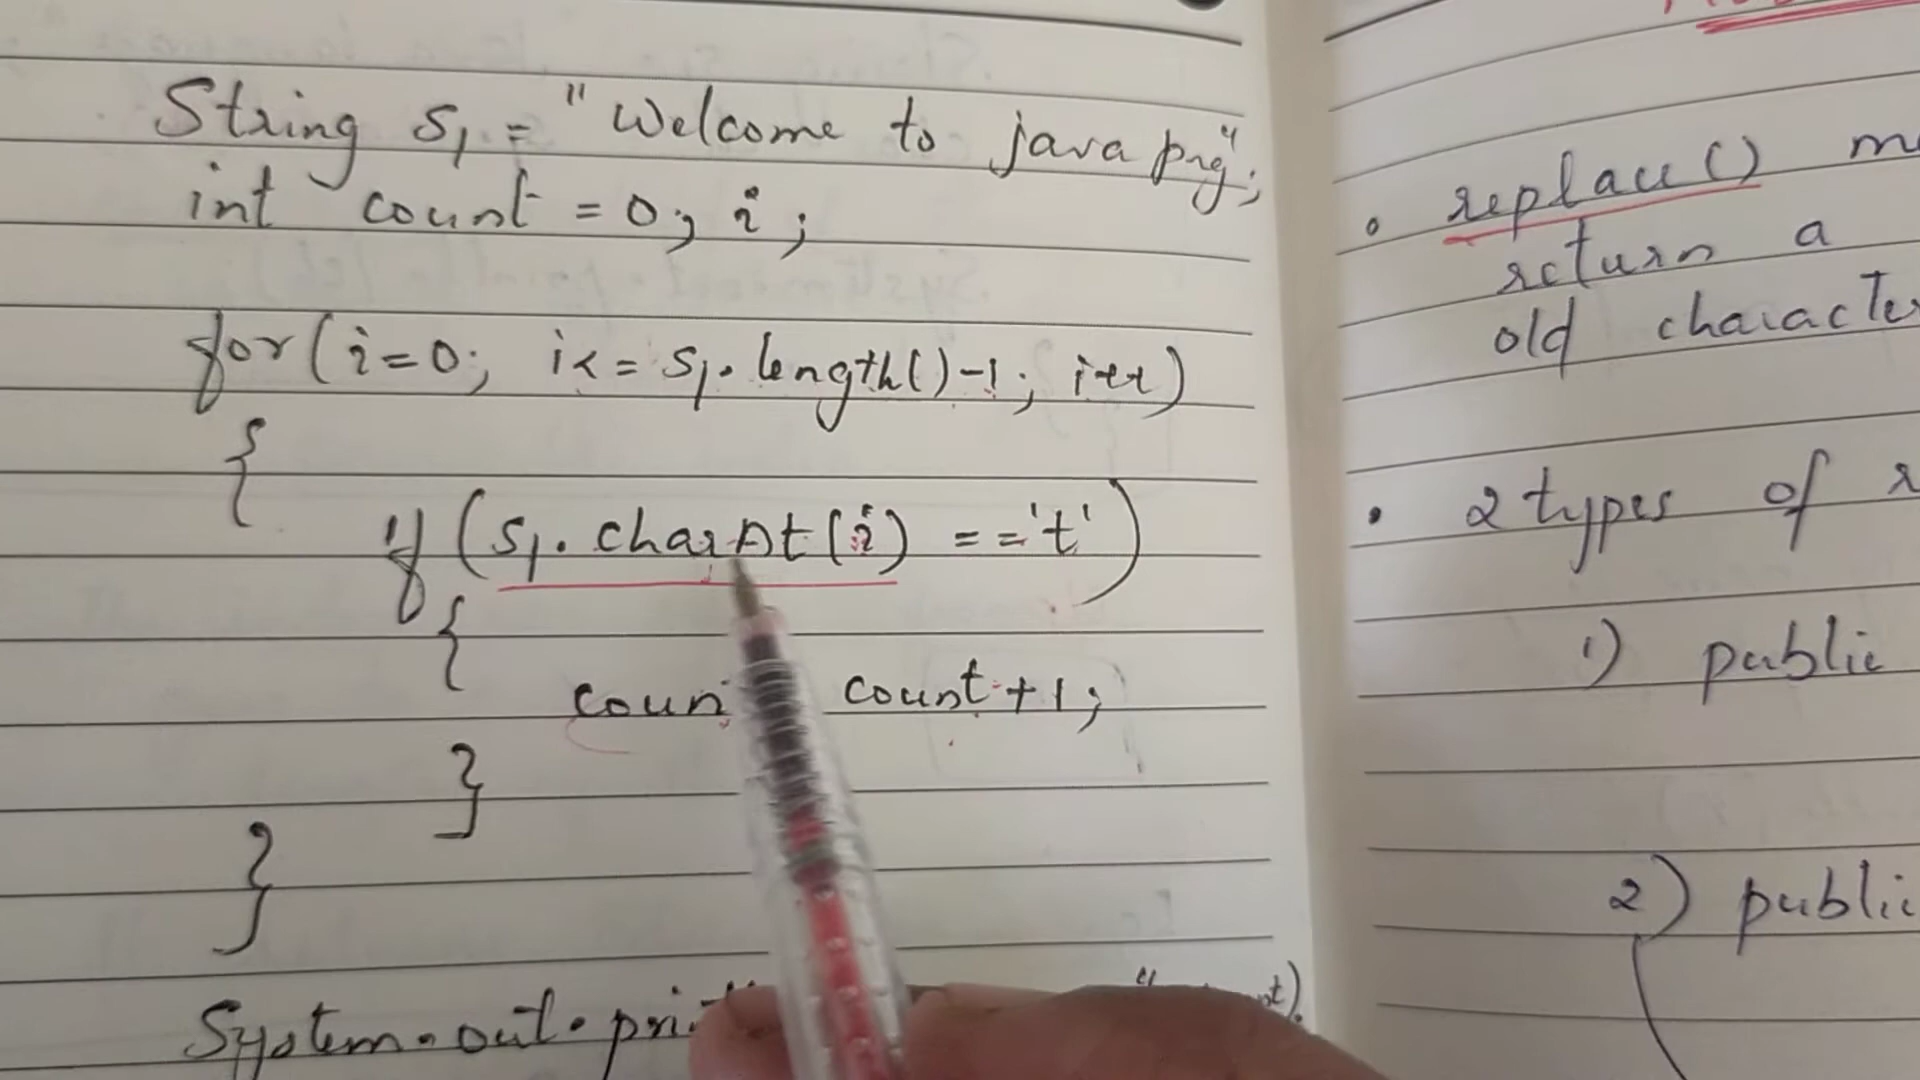 String s1 = "Welcome to java prg";
int count = 0; i;
for(i=0; i<= s1.length()-1; i++)
{
if (s1.charAt(i) == 't')
{
coun count+1;
}
}
System.out.pri
replace()
return a
old characte
2 types of
1) public
2) public